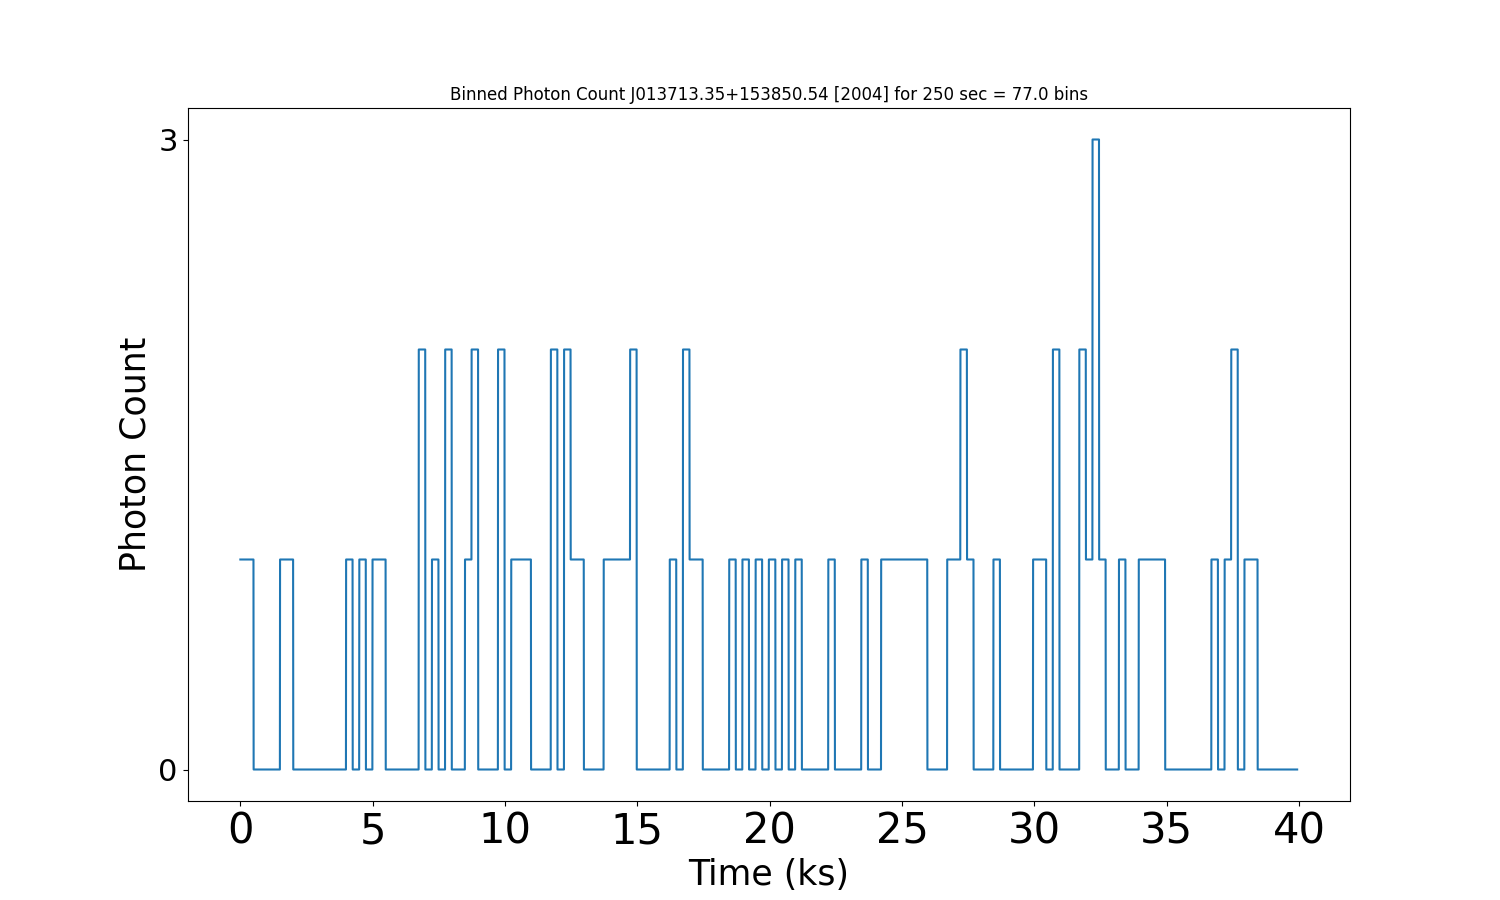 Binned Photon Count J013713.35+153850.54 [2004] for 250 sec = 77.0 bins
3
Photon Count
0
0 5 10 15 20 25 30 35 40
Time (ks)